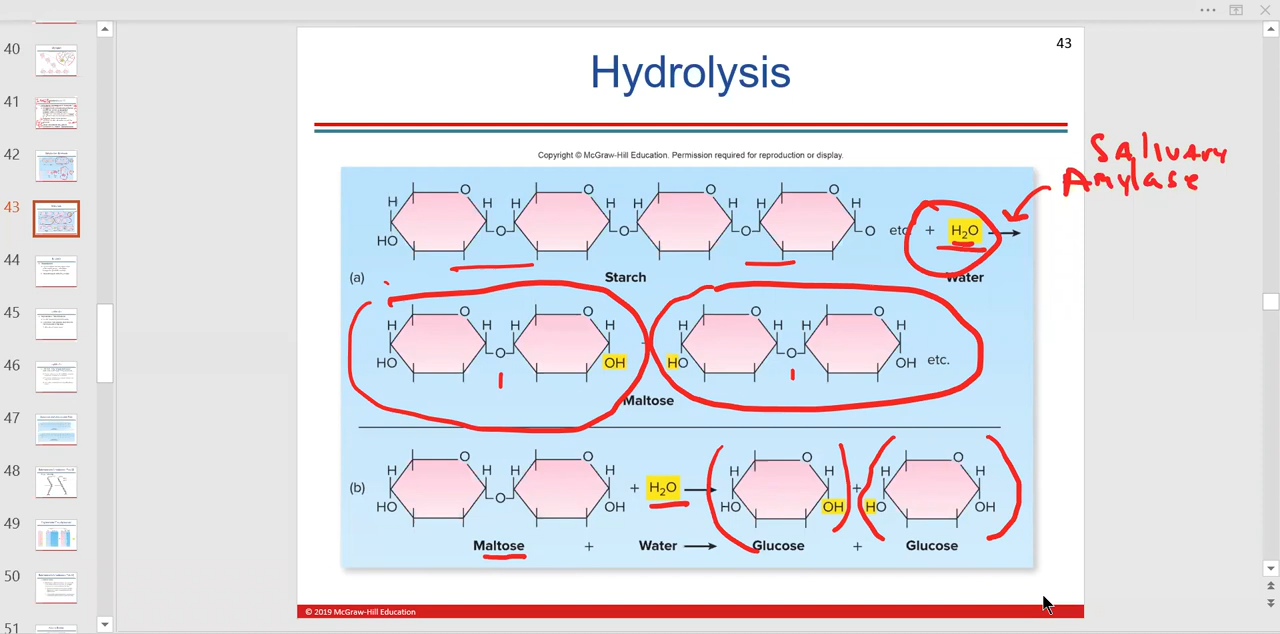 40
41
42
43
44
45
46
47
48
49
50
51
43
Hydrolysis
Copyright © McGraw-Hill Education. Permission required for reproduction or display.
Salivary
Amylase
H O H H O H H O H H O H
HO O O O O etc. + H₂O
(a) Starch Water
H O H H O H H O H H O H
HO O OH HO O OH etc.
Maltose
H O H H O H H O H H O H
(b) HO O OH + H₂O HO OH + HO OH
Maltose + Water Glucose + Glucose
© 2019 McGraw-Hill Education